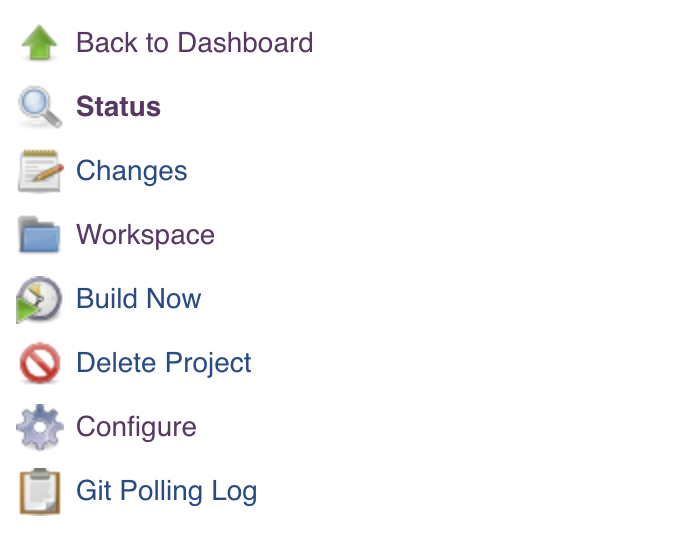 Back to Dashboard
Status
Changes
Workspace
Build Now
Delete Project
Configure
Git Polling Log